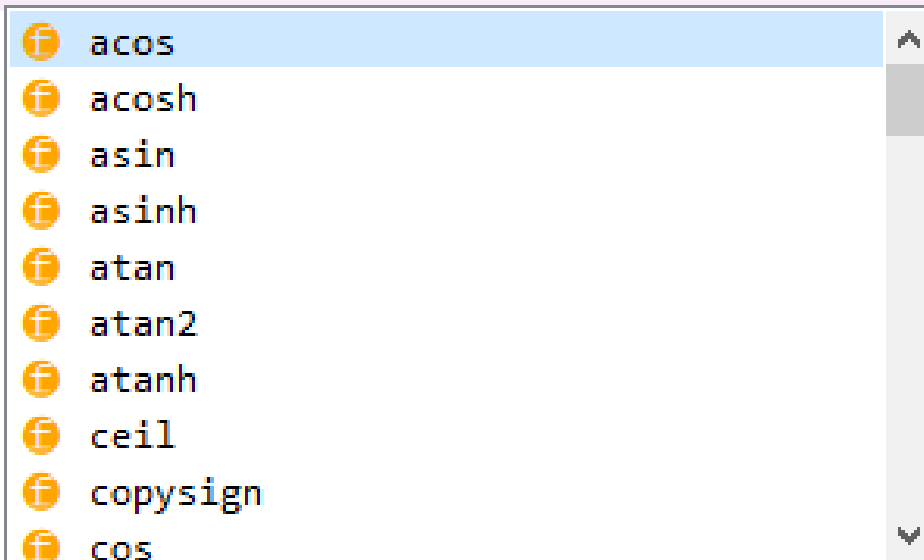 f acos
f acosh
f asin
f asinh
f atan
f atan2
f atanh
f ceil
f copysign
f cos